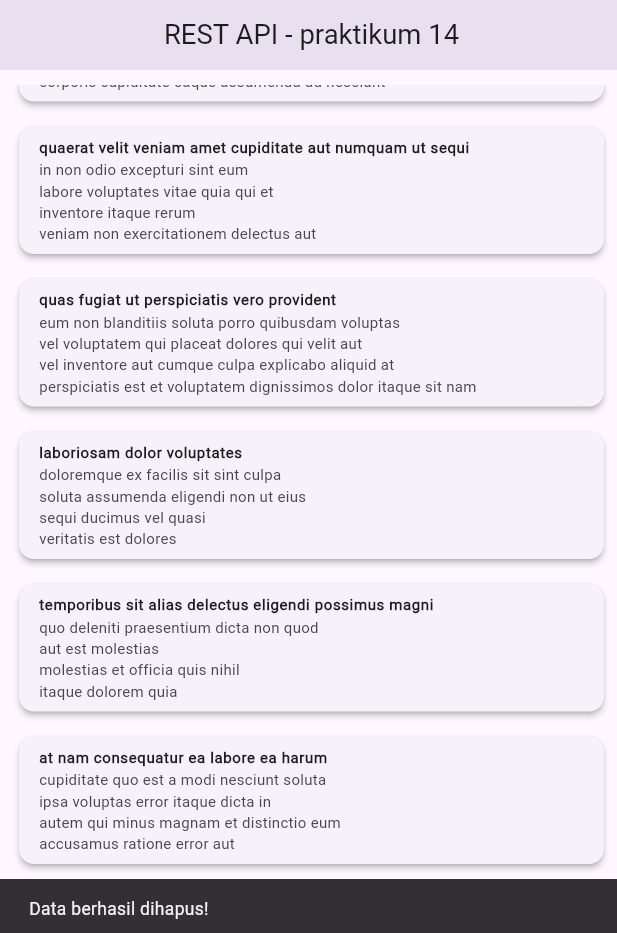 REST API - praktikum 14
quaerat velit veniam amet cupiditate aut numquam ut sequi
in non odio excepturi sint eum
labore voluptates vitae quia qui et
inventore itaque rerum
veniam non exercitationem delectus aut
quas fugiat ut perspiciatis vero provident
eum non blanditiis soluta porro quibusdam voluptas
vel voluptatem qui placeat dolores qui velit aut
vel inventore aut cumque culpa explicabo aliquid at
perspiciatis est et voluptatem dignissimos dolor itaque sit nam
laboriosam dolor voluptates
doloremque ex facilis sit sint culpa
soluta assumenda eligendi non ut eius
sequi ducimus vel quasi
veritatis est dolores
temporibus sit alias delectus eligendi possimus magni
quo deleniti praesentium dicta non quod
aut est molestias
molestias et officia quis nihil
itaque dolorem quia
at nam consequatur ea labore ea harum
cupiditate quo est a modi nesciunt soluta
ipsa voluptas error itaque dicta in
autem qui minus magnam et distinctio eum
accusamus ratione error aut
Data berhasil dihapus!